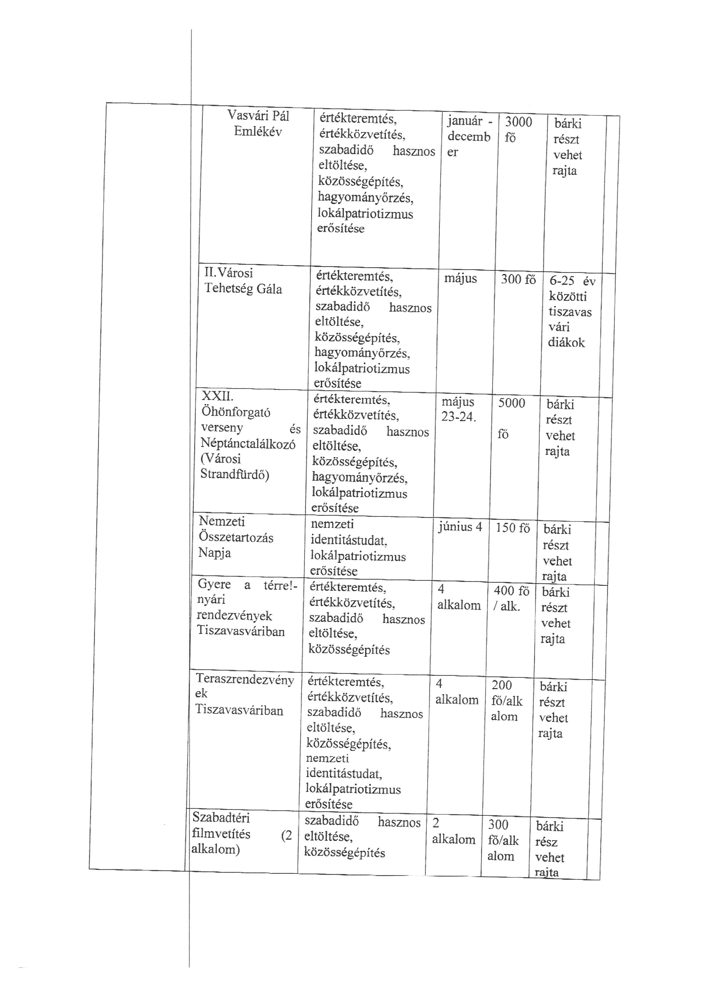 Vasvári Pál
Emlékév
értékteremtés,
értékközvetítés,
szabadidő hasznos
eltöltése,
közösségépítés,
hagyományőrzés,
lokálpatriotizmus
erősítése
január -
decemb
er
3000
fő
bárki
részt
vehet
rajta
II.Városi
Tehetség Gála
értékteremtés,
értékközvetítés,
szabadidő hasznos
eltöltése,
közösségépítés,
hagyományőrzés,
lokálpatriotizmus
erősítése
május
300 fő
6-25 év
közötti
tiszavas
vári
diákok
XXII.
Öhönforgató
verseny és
Néptánctalálkozó
(Városi
Strandfürdő)
értékteremtés,
értékközvetítés,
szabadidő hasznos
eltöltése,
közösségépítés,
hagyományőrzés,
lokálpatriotizmus
erősítése
május
23-24.
5000
fő
bárki
részt
vehet
rajta
Nemzeti
Összetartozás
Napja
nemzeti
identitástudat,
lokálpatriotizmus
erősítése
június 4
150 fő
bárki
részt
vehet
rajta
Gyere a térre!-
nyári
rendezvények
Tiszavasváriban
értékteremtés,
értékközvetítés,
szabadidő hasznos
eltöltése,
közösségépítés
4
alkalom
400 fő
/ alk.
bárki
részt
vehet
rajta
Teraszrendezvény
ek
Tiszavasváriban
értékteremtés,
értékközvetítés,
szabadidő hasznos
eltöltése,
közösségépítés,
nemzeti
identitástudat,
lokálpatriotizmus
erősítése
4
alkalom
200
fő/alk
alom
bárki
részt
vehet
rajta
Szabadtéri
filmvetítés (2
alkalom)
szabadidő hasznos
eltöltése,
közösségépítés
2
alkalom
300
fő/alk
alom
bárki
rész
vehet
rajta